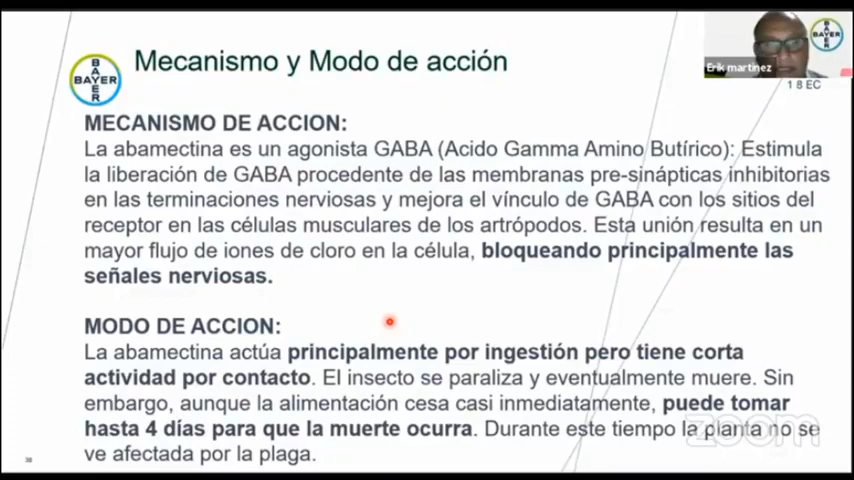 Mecanismo y Modo de acción
BAYER
BAYER
BAYER
BAYER
Erik martinez
1 8 EC
MECANISMO DE ACCION:
La abamectina es un agonista GABA (Acido Gamma Amino Butírico): Estimula
la liberación de GABA procedente de las membranas pre-sinápticas inhibitorias
en las terminaciones nerviosas y mejora el vínculo de GABA con los sitios del
receptor en las células musculares de los artrópodos. Esta unión resulta en un
mayor flujo de iones de cloro en la célula, bloqueando principalmente las
señales nerviosas.
MODO DE ACCION:
La abamectina actúa principalmente por ingestión pero tiene corta
actividad por contacto. El insecto se paraliza y eventualmente muere. Sin
embargo, aunque la alimentación cesa casi inmediatamente, puede tomar
hasta 4 días para que la muerte ocurra. Durante este tiempo la planta no se
ve afectada por la plaga.
zoom
38